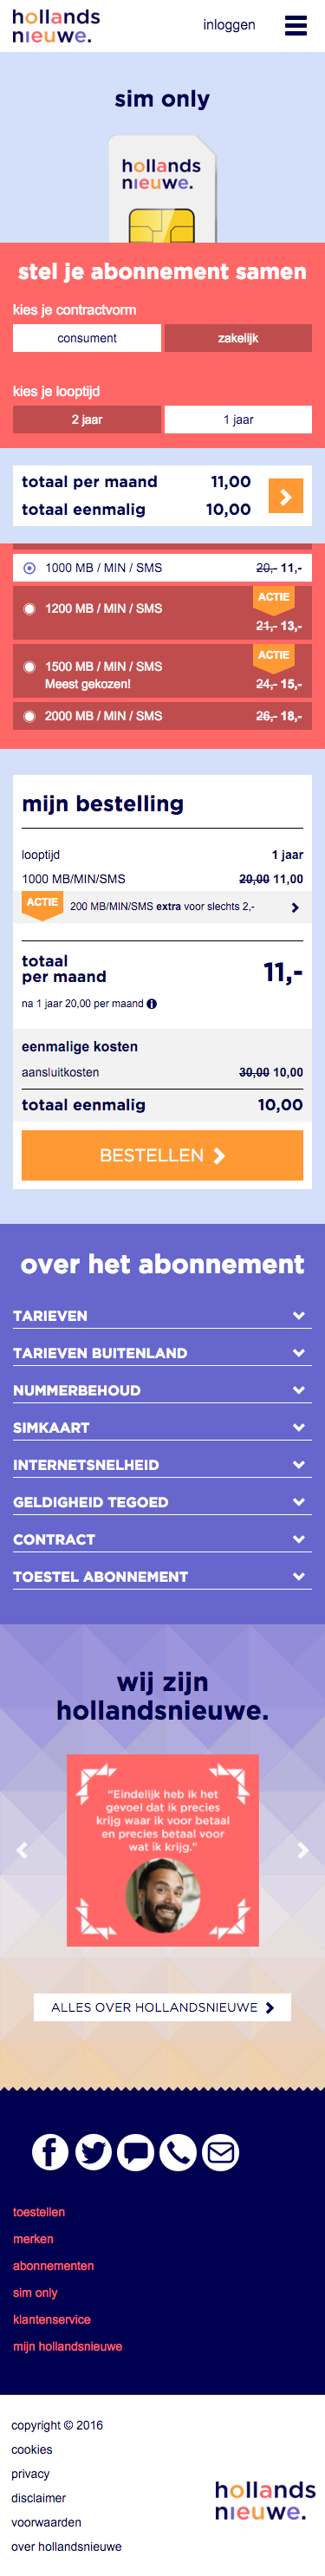 hollands
nieuwe.
inloggen
sim only
hollands
nieuwe.
stel je abonnement samen
kies je contractvorm
consument
zakelijk
kies je looptijd
2 jaar
1 jaar
totaal per maand 11,00
totaal eenmalig 10,00
1000 MB / MIN / SMS 20,- 11,-
ACTIE
1200 MB / MIN / SMS
21,- 13,-
ACTIE
1500 MB / MIN / SMS
Meest gekozen! 24,- 15,-
2000 MB / MIN / SMS 26,- 18,-
mijn bestelling
looptijd 1 jaar
1000 MB/MIN/SMS 20,00 11,00
ACTIE 200 MB/MIN/SMS extra voor slechts 2,-
totaal
per maand 11,-
na 1 jaar 20,00 per maand i
eenmalige kosten
aansluitkosten 30,00 10,00
totaal eenmalig 10,00
BESTELLEN
over het abonnement
TARIEVEN
TARIEVEN BUITENLAND
NUMMERBEHOUD
SIMKAART
INTERNETSNELHEID
GELDIGHEID TEGOED
CONTRACT
TOESTEL ABONNEMENT
wij zijn
hollandsnieuwe.
“Eindelijk heb ik het
gevoel dat ik precies
krijg waar ik voor betaal
en precies betaal voor
wat ik krijg.”
ALLES OVER HOLLANDSNIEUWE
toestellen
merken
abonnementen
sim only
klantenservice
mijn hollandsnieuwe
copyright © 2016
cookies
privacy
disclaimer
voorwaarden
over hollandsnieuwe
hollands
nieuwe.